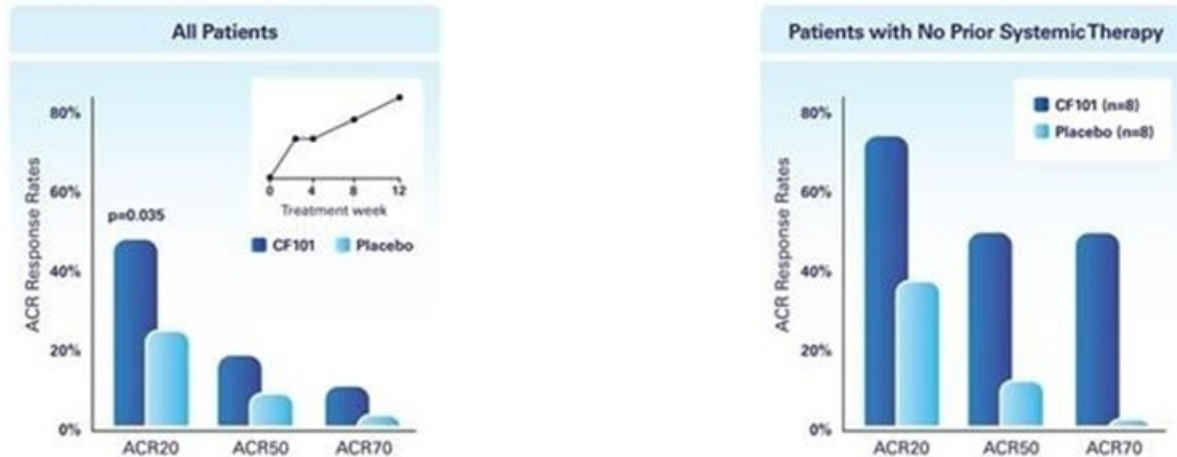 All Patients
ACR Response Rates
80%
60%
40%
20%
0%
p=0.035
0 4 8 12
Treatment week
CF101 Placebo
ACR20 ACR50 ACR70
Patients with No Prior Systemic Therapy
ACR Response Rates
80%
60%
40%
20%
0%
CF101 (n=8)
Placebo (n=8)
ACR20 ACR50 ACR70